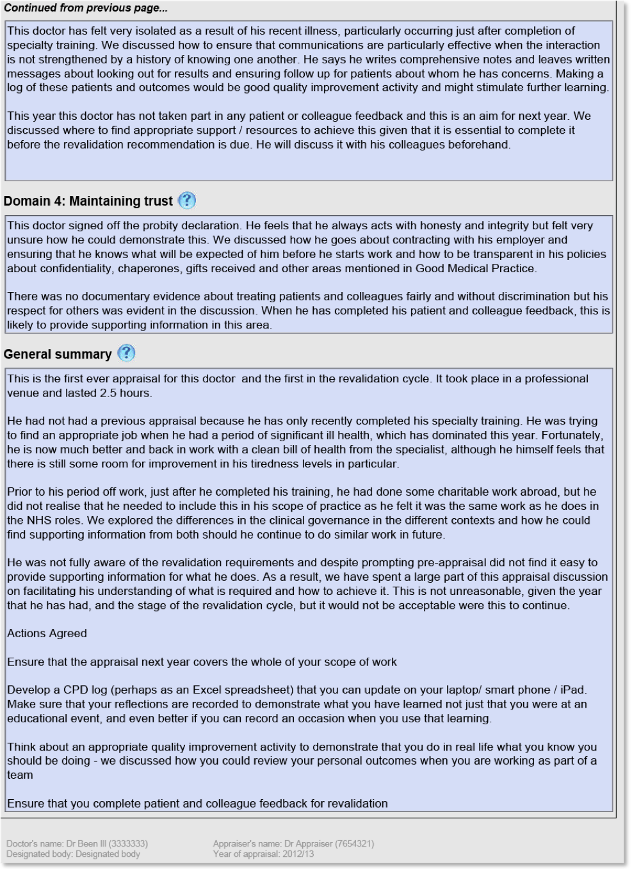 Continued from previous page...
This doctor has felt very isolated as a result of his recent illness, particularly occurring just after completion of
specialty training. We discussed how to ensure that communications are particularly effective when the interaction
is not strengthened by a history of knowing one another. He says he writes comprehensive notes and leaves written
messages about looking out for results and ensuring follow up for patients about whom he has concerns. Making a
log of these patients and outcomes would be good quality improvement activity and might stimulate further learning.
This year this doctor has not taken part in any patient or colleague feedback and this is an aim for next year. We
discussed where to find appropriate support / resources to achieve this given that it is essential to complete it
before the revalidation recommendation is due. He will discuss it with his colleagues beforehand.
Domain 4: Maintaining trust ?
This doctor signed off the probity declaration. He feels that he always acts with honesty and integrity but felt very
unsure how he could demonstrate this. We discussed how he goes about contracting with his employer and
ensuring that he knows what will be expected of him before he starts work and how to be transparent in his policies
about confidentiality, chaperones, gifts received and other areas mentioned in Good Medical Practice.
There was no documentary evidence about treating patients and colleagues fairly and without discrimination but his
respect for others was evident in the discussion. When he has completed his patient and colleague feedback, this is
likely to provide supporting information in this area.
General summary ?
This is the first ever appraisal for this doctor and the first in the revalidation cycle. It took place in a professional
venue and lasted 2.5 hours.
He had not had a previous appraisal because he has only recently completed his specialty training. He was trying
to find an appropriate job when he had a period of significant ill health, which has dominated this year. Fortunately,
he is now much better and back in work with a clean bill of health from the specialist, although he himself feels that
there is still some room for improvement in his tiredness levels in particular.
Prior to his period off work, just after he completed his training, he had done some charitable work abroad, but he
did not realise that he needed to include this in his scope of practice as he felt it was the same work as he does in
the NHS roles. We explored the differences in the clinical governance in the different contexts and how he could
find supporting information from both should he continue to do similar work in future.
He was not fully aware of the revalidation requirements and despite prompting pre-appraisal did not find it easy to
provide supporting information for what he does. As a result, we have spent a large part of this appraisal discussion
on facilitating his understanding of what is required and how to achieve it. This is not unreasonable, given the year
that he has had, and the stage of the revalidation cycle, but it would not be acceptable were this to continue.
Actions Agreed
Ensure that the appraisal next year covers the whole of your scope of work
Develop a CPD log (perhaps as an Excel spreadsheet) that you can update on your laptop/ smart phone / iPad.
Make sure that your reflections are recorded to demonstrate what you have learned not just that you were at an
educational event, and even better if you can record an occasion when you use that learning.
Think about an appropriate quality improvement activity to demonstrate that you do in real life what you know you
should be doing - we discussed how you could review your personal outcomes when you are working as part of a
team
Ensure that you complete patient and colleague feedback for revalidation
Doctor's name: Dr Been Ill (3333333) Appraiser's name: Dr Appraiser (7654321)
Designated body: Designated body Year of appraisal: 2012/13